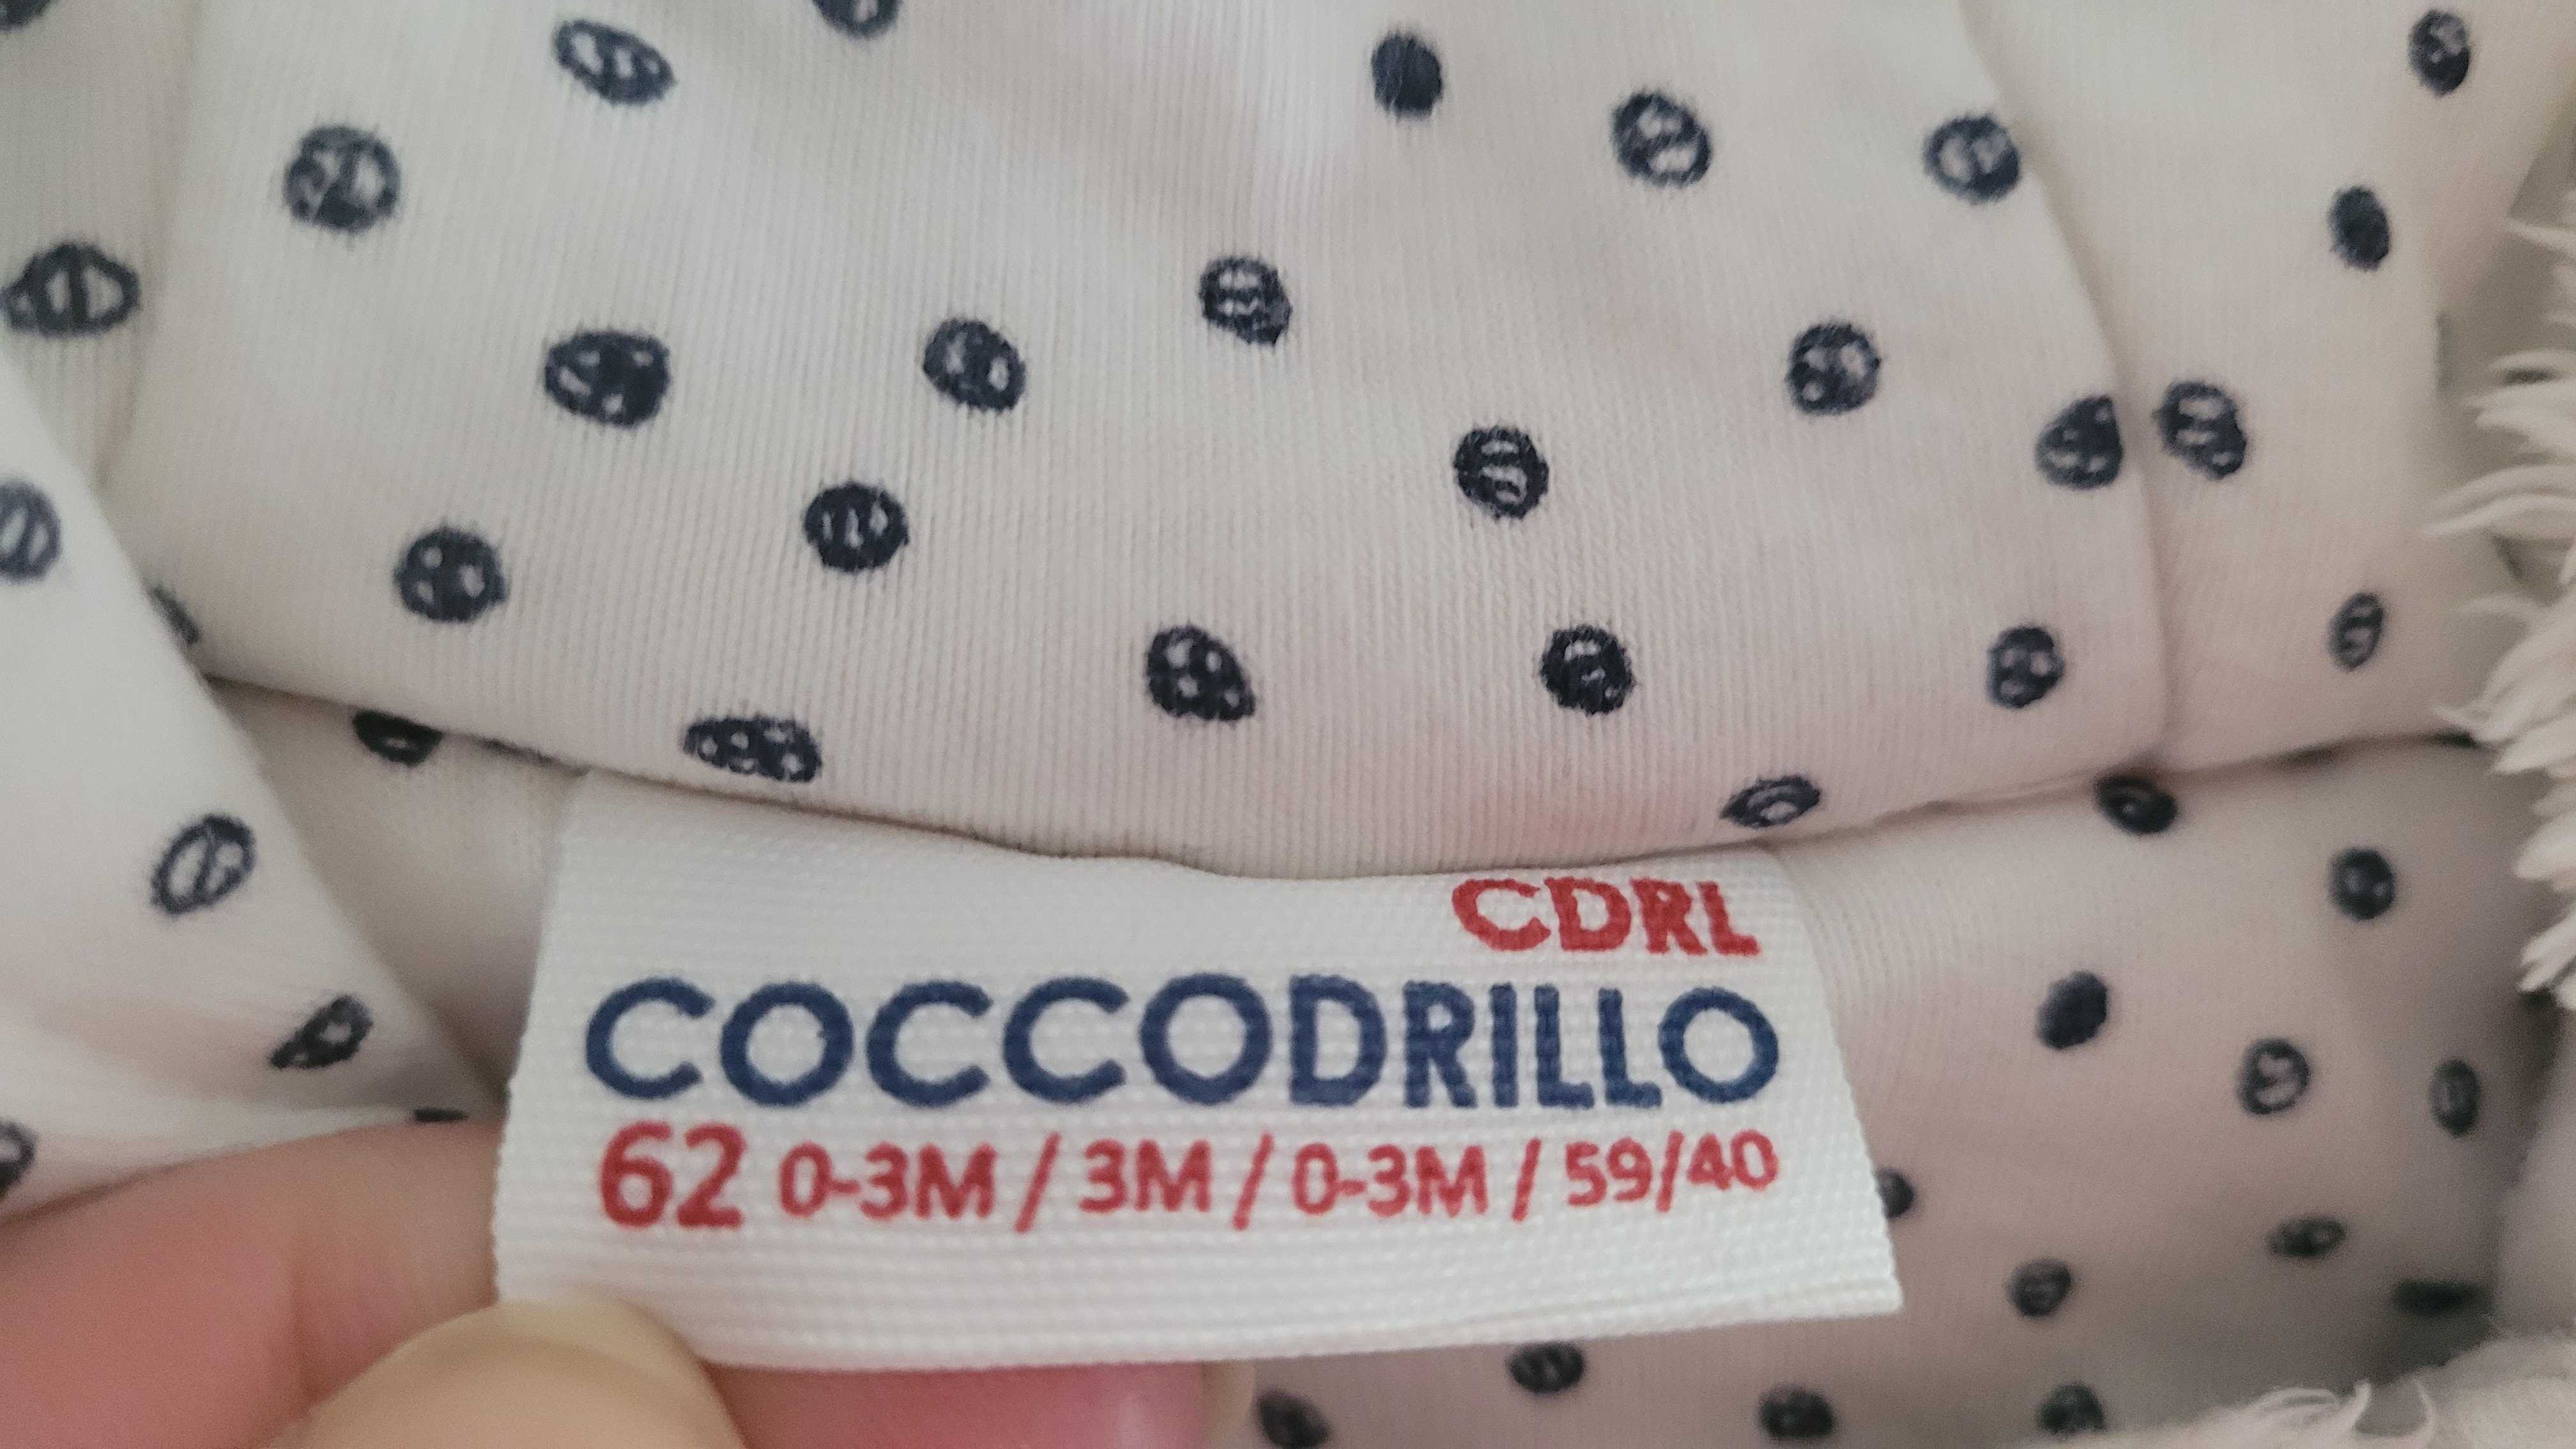 CDRL
COCCODRILLO
62 0-3M / 3M / 0-3M / 59/40